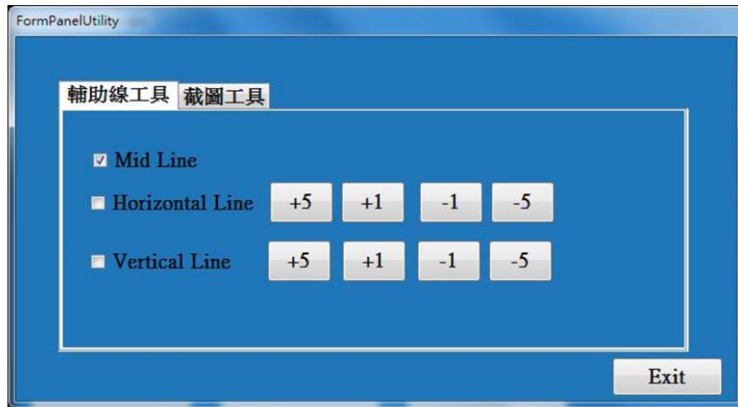 FormPanelUtility
輔助線工具 截圖工具
Mid Line
Horizontal Line +5 +1 -1 -5
Vertical Line +5 +1 -1 -5
Exit